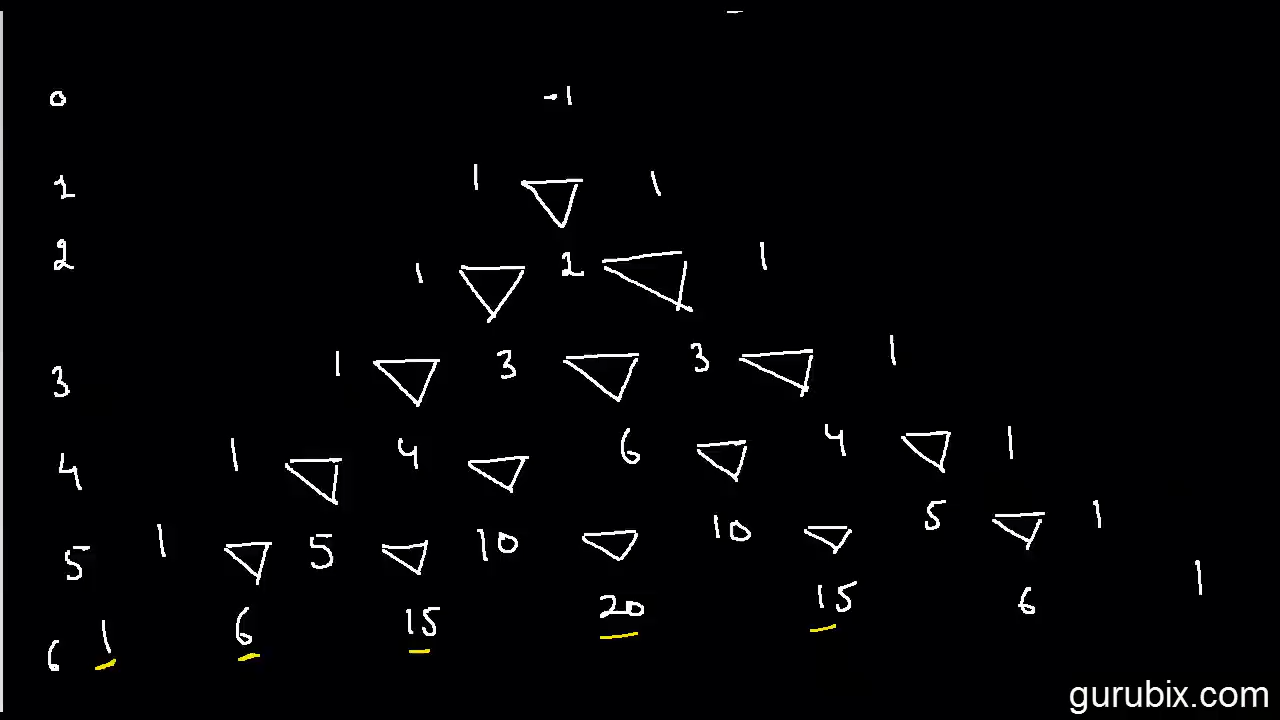 0 1
1 1 1
2 1 2 1
3 1 3 3 1
4 1 4 6 4 1
5 1 5 10 10 5 1
6 1 6 15 20 15 6 1
gurubix.com